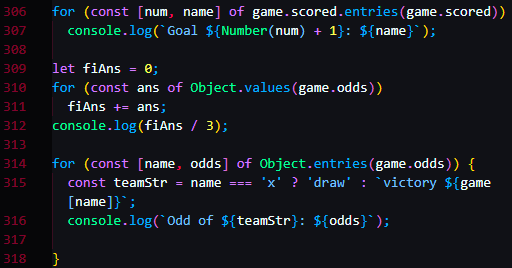 306 for (const [num, name] of game.scored.entries(game.scored))
307 console.log(`Goal ${Number(num) + 1}: ${name}`);
308
309 let fiAns = 0;
310 for (const ans of Object.values(game.odds))
311 fiAns += ans;
312 console.log(fiAns / 3);
313
314 for (const [name, odds] of Object.entries(game.odds)) {
315 const teamStr = name === 'x' ? 'draw' : `victory ${game
[name]}`;
316 console.log(`Odd of ${teamStr}: ${odds}`);
317
318 }